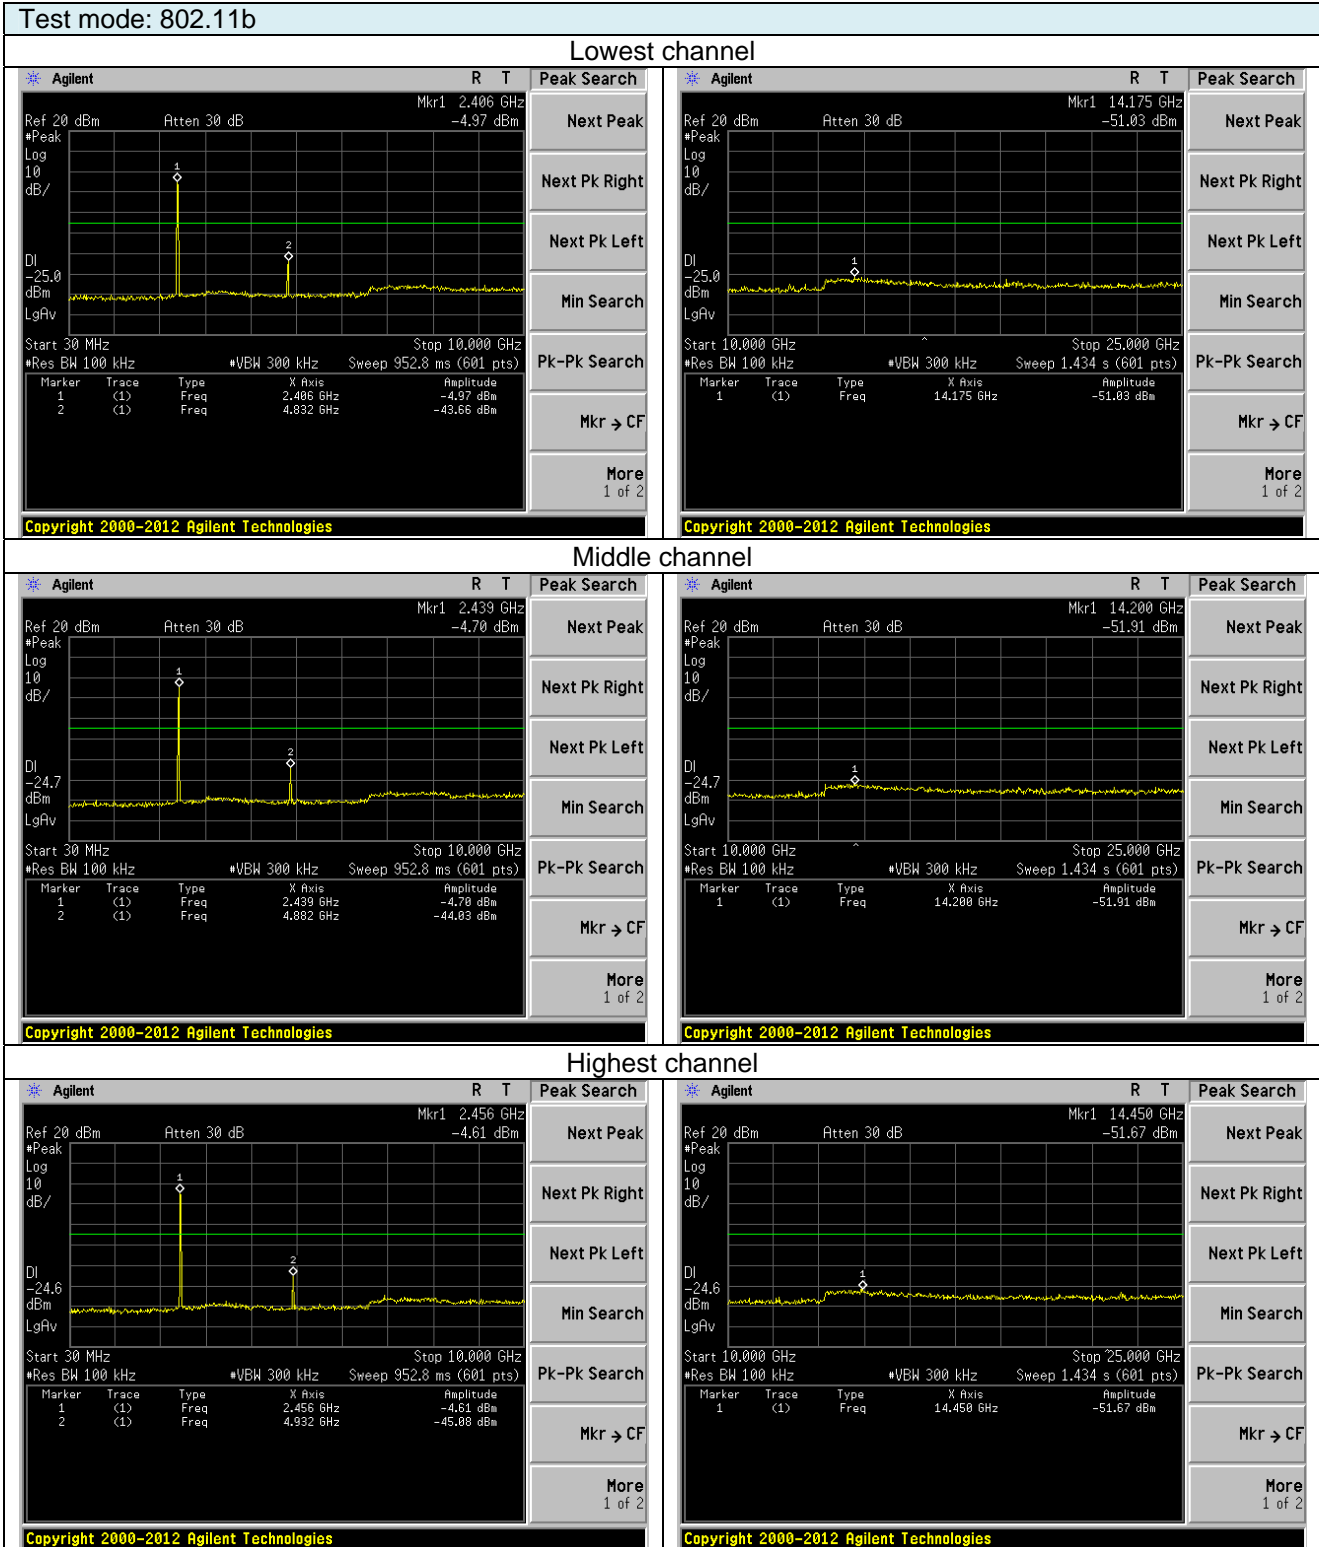 Test mode: 802.11b
Lowest channel
Agilent R T Peak Search
Mkr1 2.406 GHz
Ref 20 dBm Atten 30 dB -4.97 dBm
#Peak
Log
10
dB/
1
2
DI
-25.0
dBm
LgAv
Start 30 MHz Stop 10.000 GHz
#Res BW 100 kHz #VBW 300 kHz Sweep 952.8 ms (601 pts)
Marker Trace Type X Axis Amplitude
1 (1) Freq 2.406 GHz -4.97 dBm
2 (1) Freq 4.832 GHz -43.66 dBm
Next Peak
Next Pk Right
Next Pk Left
Min Search
Pk-Pk Search
Mkr → CF
More
1 of 2
Copyright 2000-2012 Agilent Technologies
Agilent R T Peak Search
Mkr1 14.175 GHz
Ref 20 dBm Atten 30 dB -51.03 dBm
#Peak
Log
10
dB/
1
DI
-25.0
dBm
LgAv
Start 10.000 GHz Stop 25.000 GHz
#Res BW 100 kHz #VBW 300 kHz Sweep 1.434 s (601 pts)
Marker Trace Type X Axis Amplitude
1 (1) Freq 14.175 GHz -51.03 dBm
Next Peak
Next Pk Right
Next Pk Left
Min Search
Pk-Pk Search
Mkr → CF
More
1 of 2
Copyright 2000-2012 Agilent Technologies
Middle channel
Agilent R T Peak Search
Mkr1 2.439 GHz
Ref 20 dBm Atten 30 dB -4.70 dBm
#Peak
Log
10
dB/
1
2
DI
-24.7
dBm
LgAv
Start 30 MHz Stop 10.000 GHz
#Res BW 100 kHz #VBW 300 kHz Sweep 952.8 ms (601 pts)
Marker Trace Type X Axis Amplitude
1 (1) Freq 2.439 GHz -4.70 dBm
2 (1) Freq 4.882 GHz -44.03 dBm
Next Peak
Next Pk Right
Next Pk Left
Min Search
Pk-Pk Search
Mkr → CF
More
1 of 2
Copyright 2000-2012 Agilent Technologies
Agilent R T Peak Search
Mkr1 14.200 GHz
Ref 20 dBm Atten 30 dB -51.91 dBm
#Peak
Log
10
dB/
1
DI
-24.7
dBm
LgAv
Start 10.000 GHz Stop 25.000 GHz
#Res BW 100 kHz #VBW 300 kHz Sweep 1.434 s (601 pts)
Marker Trace Type X Axis Amplitude
1 (1) Freq 14.200 GHz -51.91 dBm
Next Peak
Next Pk Right
Next Pk Left
Min Search
Pk-Pk Search
Mkr → CF
More
1 of 2
Copyright 2000-2012 Agilent Technologies
Highest channel
Agilent R T Peak Search
Mkr1 2.456 GHz
Ref 20 dBm Atten 30 dB -4.61 dBm
#Peak
Log
10
dB/
1
2
DI
-24.6
dBm
LgAv
Start 30 MHz Stop 10.000 GHz
#Res BW 100 kHz #VBW 300 kHz Sweep 952.8 ms (601 pts)
Marker Trace Type X Axis Amplitude
1 (1) Freq 2.456 GHz -4.61 dBm
2 (1) Freq 4.932 GHz -45.08 dBm
Next Peak
Next Pk Right
Next Pk Left
Min Search
Pk-Pk Search
Mkr → CF
More
1 of 2
Copyright 2000-2012 Agilent Technologies
Agilent R T Peak Search
Mkr1 14.450 GHz
Ref 20 dBm Atten 30 dB -51.67 dBm
#Peak
Log
10
dB/
1
DI
-24.6
dBm
LgAv
Start 10.000 GHz Stop 25.000 GHz
#Res BW 100 kHz #VBW 300 kHz Sweep 1.434 s (601 pts)
Marker Trace Type X Axis Amplitude
1 (1) Freq 14.450 GHz -51.67 dBm
Next Peak
Next Pk Right
Next Pk Left
Min Search
Pk-Pk Search
Mkr → CF
More
1 of 2
Copyright 2000-2012 Agilent Technologies